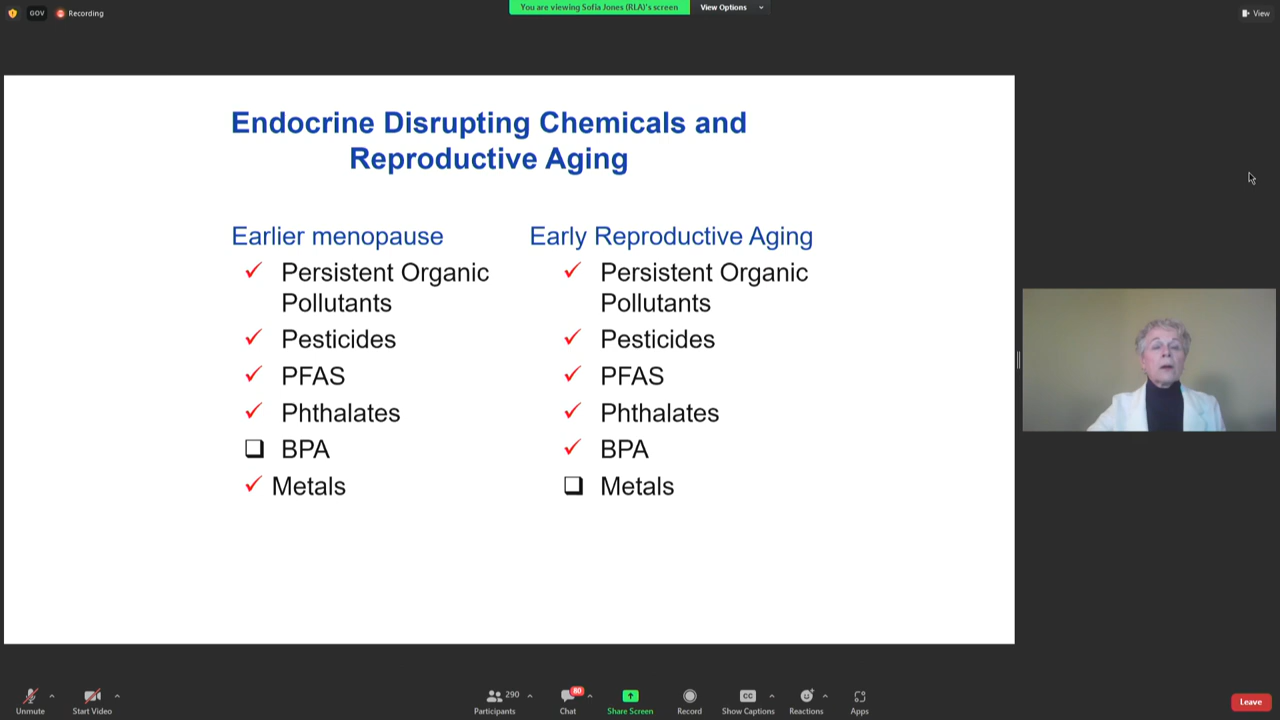 GOV
Recording
You are viewing Sofia Jones (RLA)'s screen
View Options
View
Endocrine Disrupting Chemicals and
Reproductive Aging
Earlier menopause
Persistent Organic
Pollutants
Pesticides
PFAS
Phthalates
BPA
Metals
Early Reproductive Aging
Persistent Organic
Pollutants
Pesticides
PFAS
Phthalates
BPA
Metals
Unmute
Start Video
290
Participants
80
Chat
Share Screen
Record
CC
Show Captions
Reactions
Apps
Leave